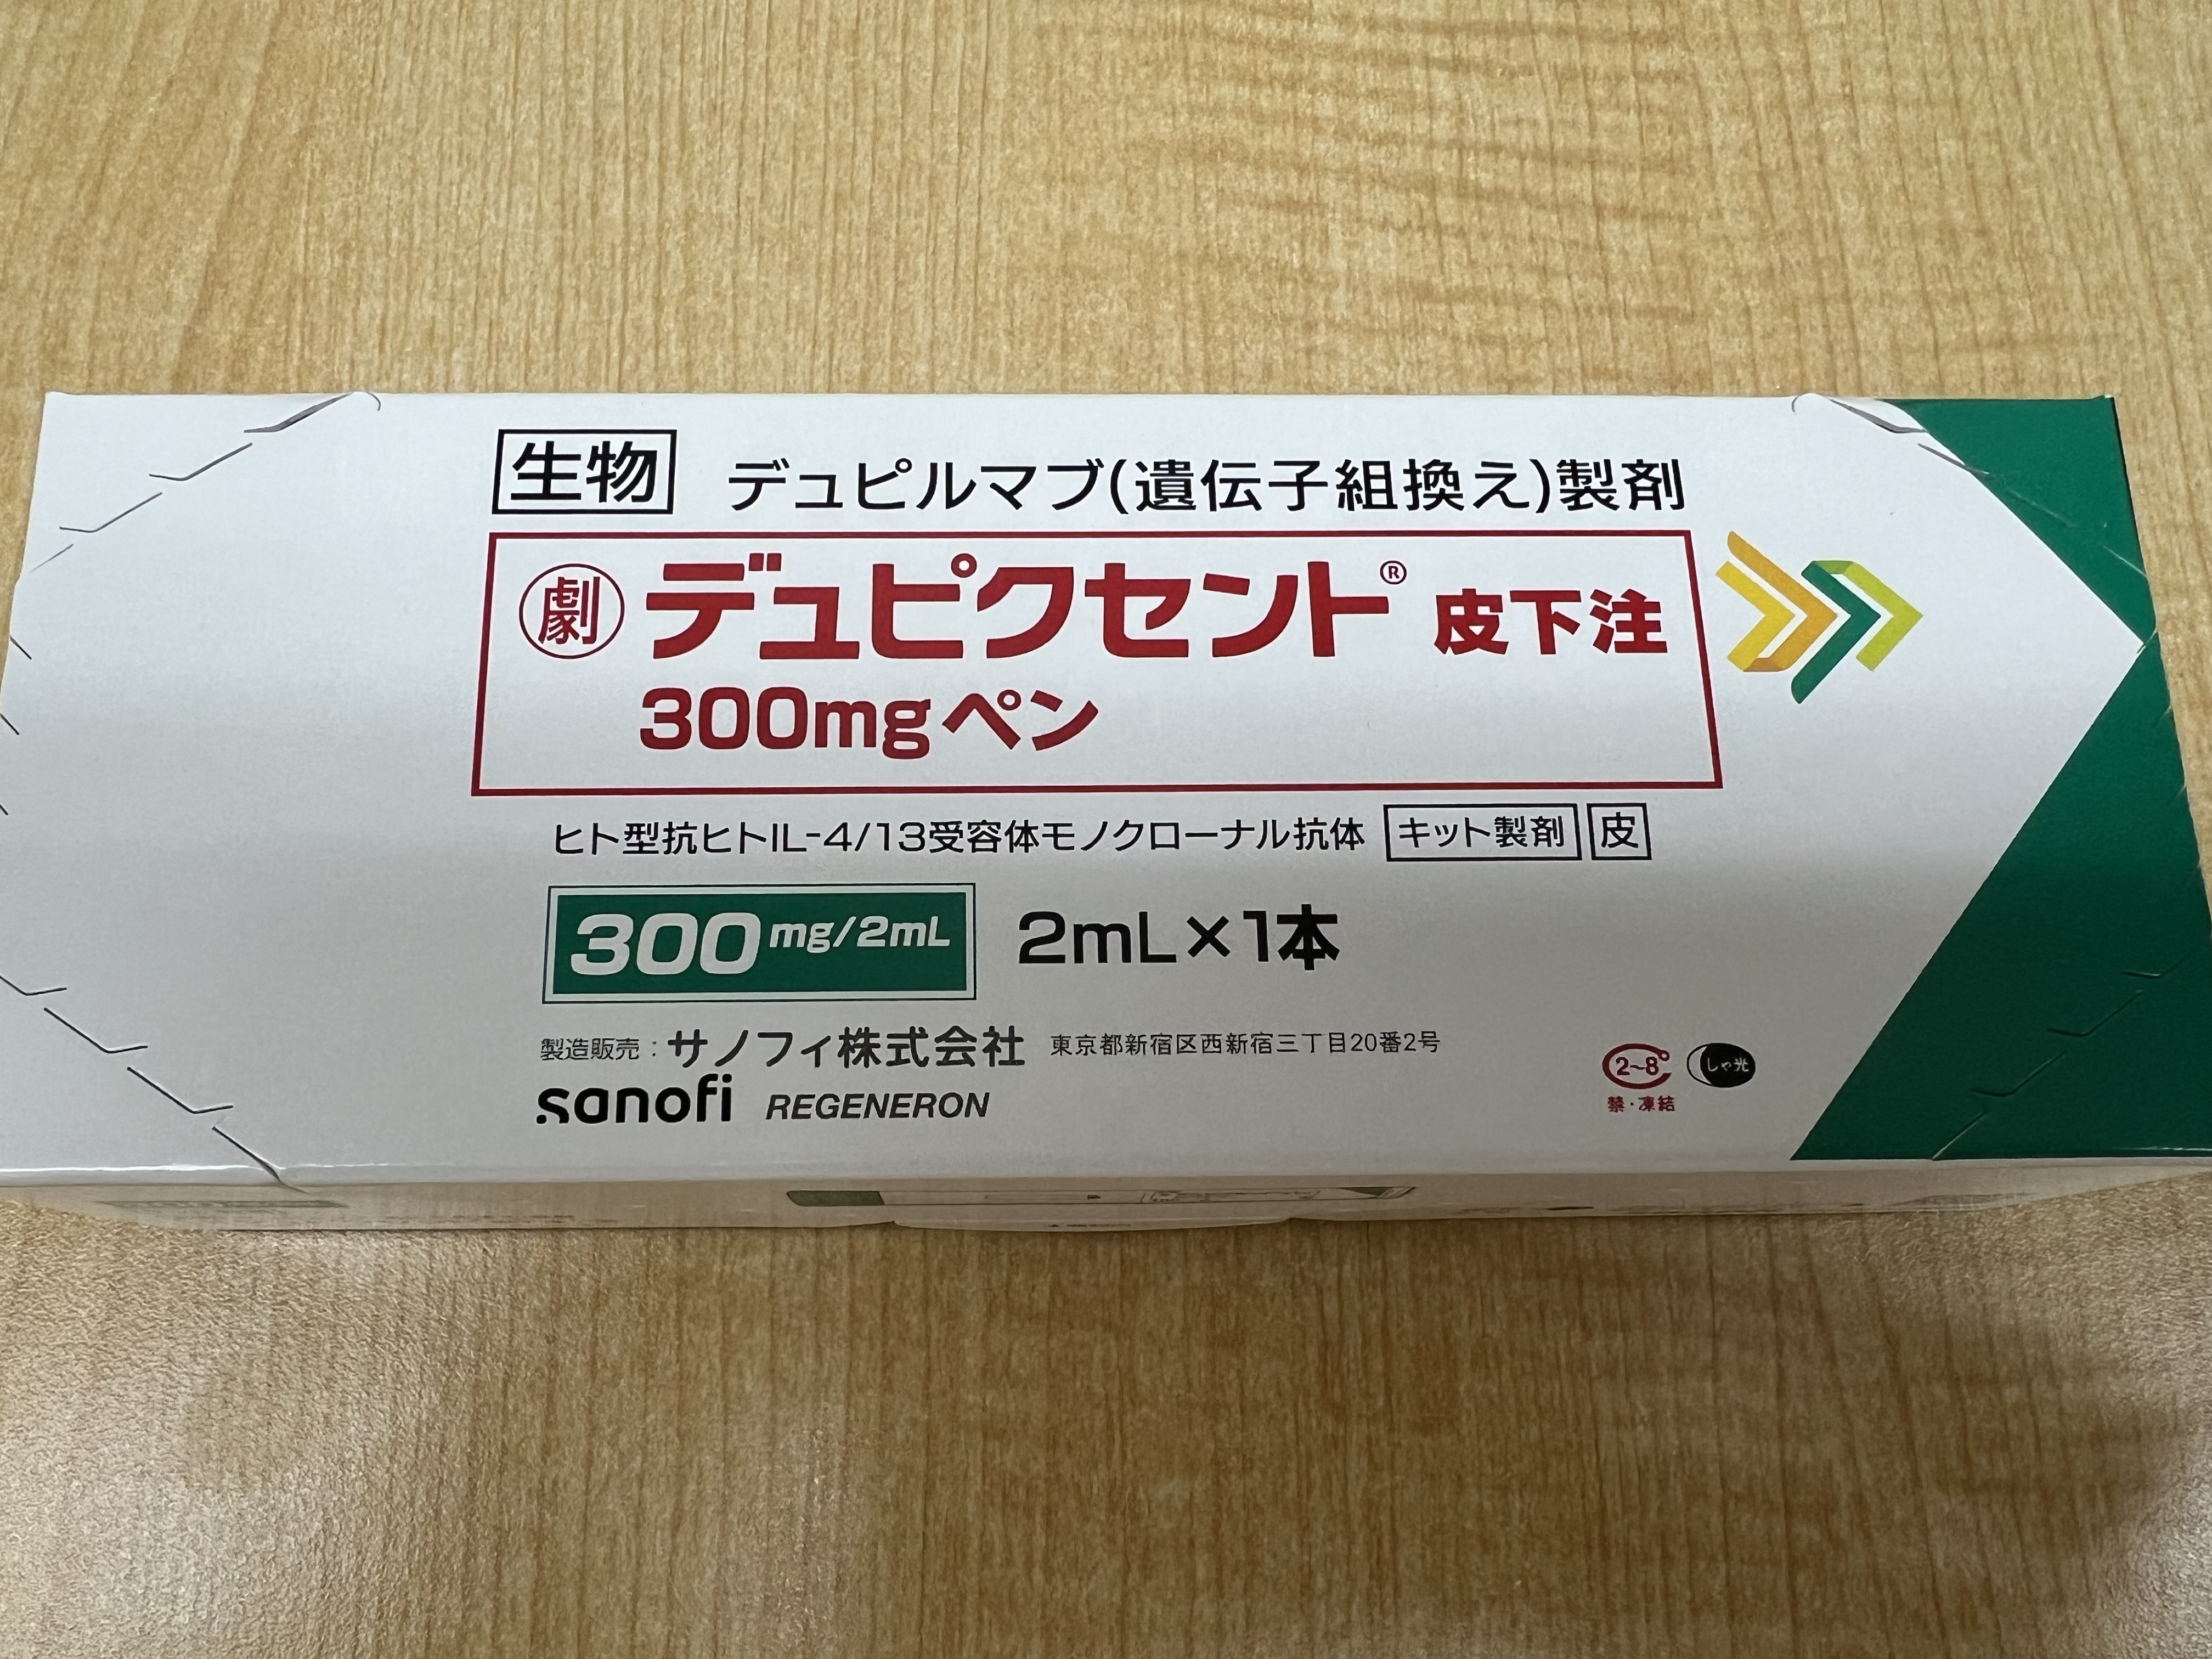 生物 デュピルマブ(遺伝子組換え)製剤
劇 デュピクセント® 皮下注
300mgペン
ヒト型抗ヒトIL-4/13受容体モノクローナル抗体 キット製剤 皮
300mg/2mL 2mL×1本
製造販売：サノフィ株式会社 東京都新宿区西新宿三丁目20番2号
sanofi REGENERON
2~8° しゃ光
禁・凍結